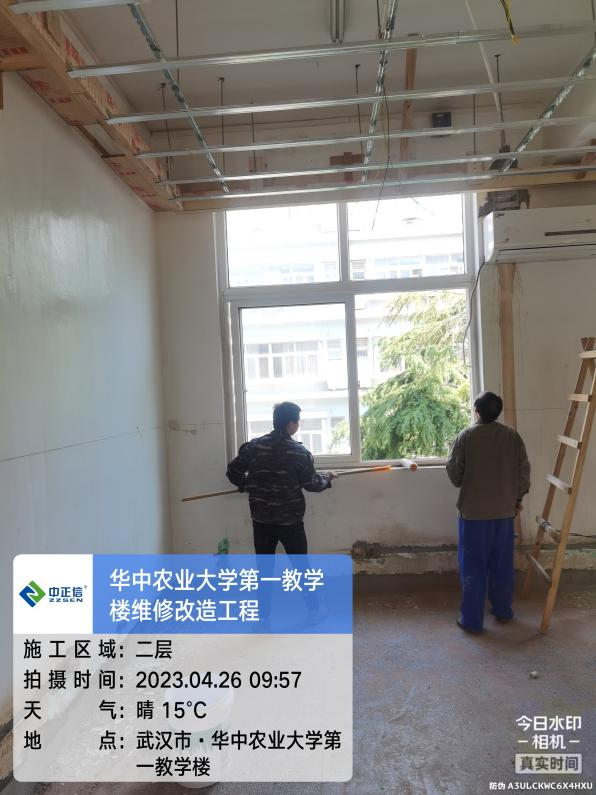 中正信®
ZZSEN
华中农业大学第一教学
楼维修改造工程
施工区域：二层
拍摄时间：2023.04.26 09:57
天气：晴 15°C
地点：武汉市·华中农业大学第
一教学楼
今日水印
相机
真实时间
防伪 A3ULCKWC6X4HXU